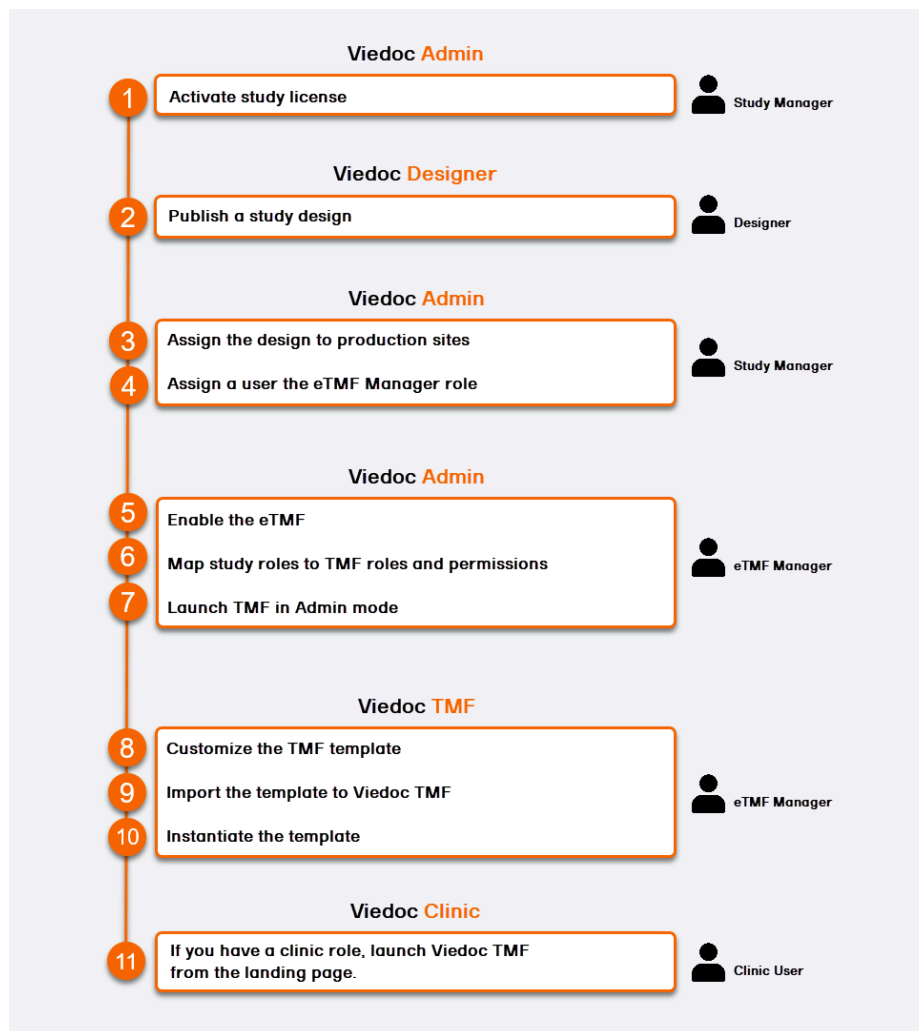 Viedoc Admin
1
Activate study license
Study Manager
Viedoc Designer
2
Publish a study design
Designer
Viedoc Admin
3
Assign the design to production sites
Study Manager
4
Assign a user the eTMF Manager role
Viedoc Admin
5
Enable the eTMF
6
Map study roles to TMF roles and permissions
eTMF Manager
7
Launch TMF in Admin mode
Viedoc TMF
8
Customize the TMF template
9
Import the template to Viedoc TMF
eTMF Manager
10
Instantiate the template
Viedoc Clinic
11
If you have a clinic role, launch Viedoc TMF
from the landing page.
Clinic User